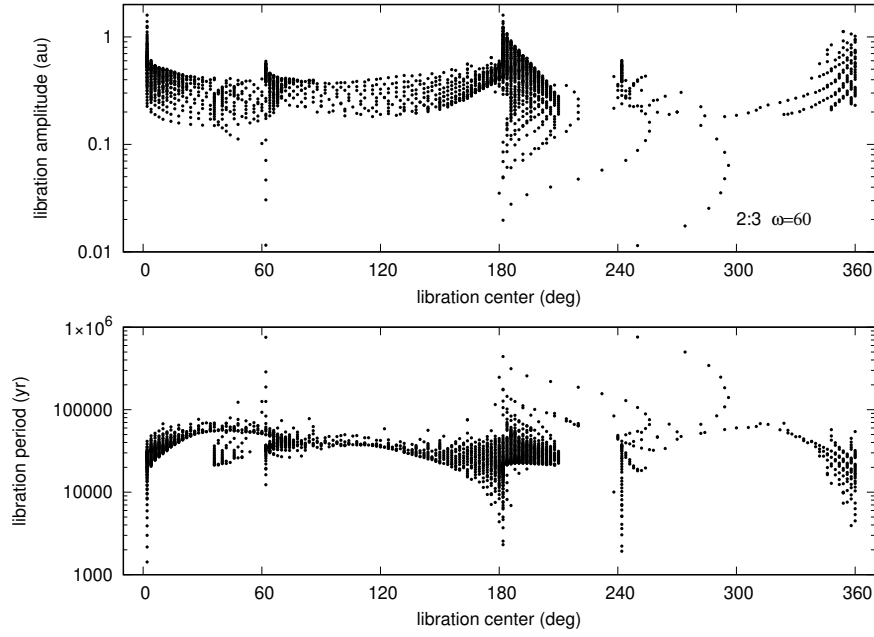 1
0.1
0.01
libration amplitude (au)
2:3 ω=60
0 60 120 180 240 300 360
libration center (deg)
1×10⁶
100000
10000
1000
libration period (yr)
0 60 120 180 240 300 360
libration center (deg)